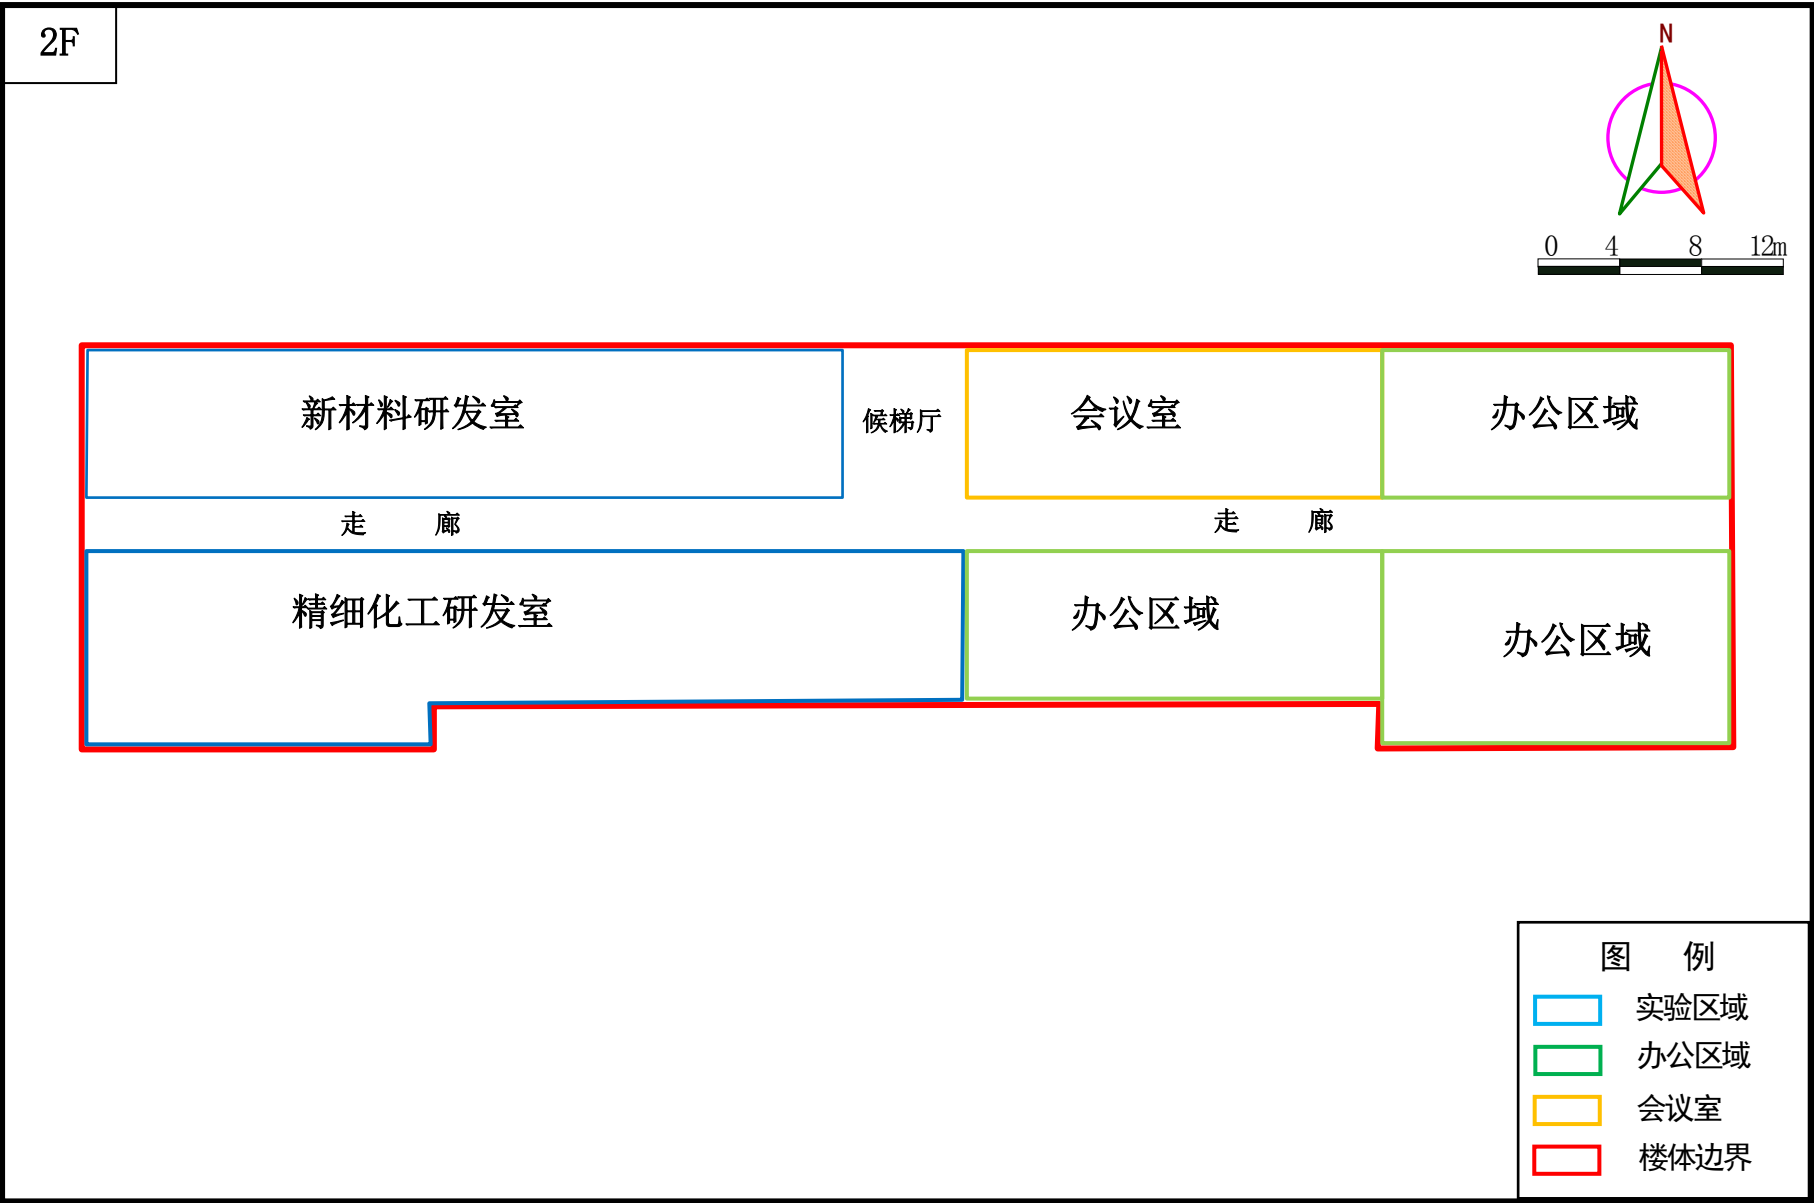 2F
N
0 4 8 12m
新材料研发室
候梯厅
会议室
办公区域
走 廊
走 廊
精细化工研发室
办公区域
办公区域
图 例
实验区域
办公区域
会议室
楼体边界